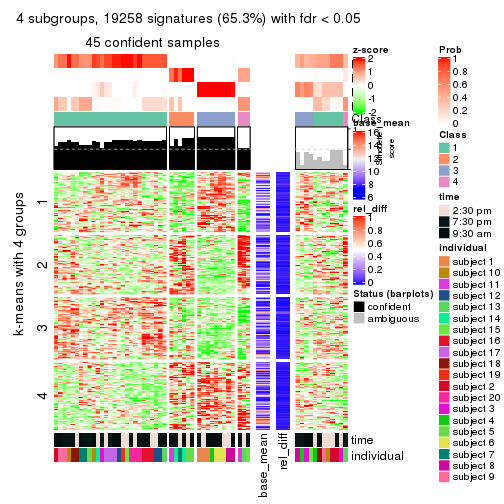 4 subgroups, 19258 signatures (65.3%) with fdr < 0.05
45 confident samples
k-means with 4 groups
1
2
3
4
time
individual
base_mean
rel_diff
z-score
2
1
0
-1
-2
Class
base_mean
16
14
12
10
8
6
Silhouette
score
rel_diff
1
0.8
0.6
0.4
0.2
0
Status (barplots)
confident
ambiguous
Prob
1
0.8
0.6
0.4
0.2
0
Class
1
2
3
4
time
2:30 pm
7:30 pm
9:30 am
individual
subject 1
subject 10
subject 11
subject 12
subject 13
subject 14
subject 15
subject 16
subject 17
subject 18
subject 19
subject 2
subject 20
subject 3
subject 4
subject 5
subject 6
subject 7
subject 8
subject 9